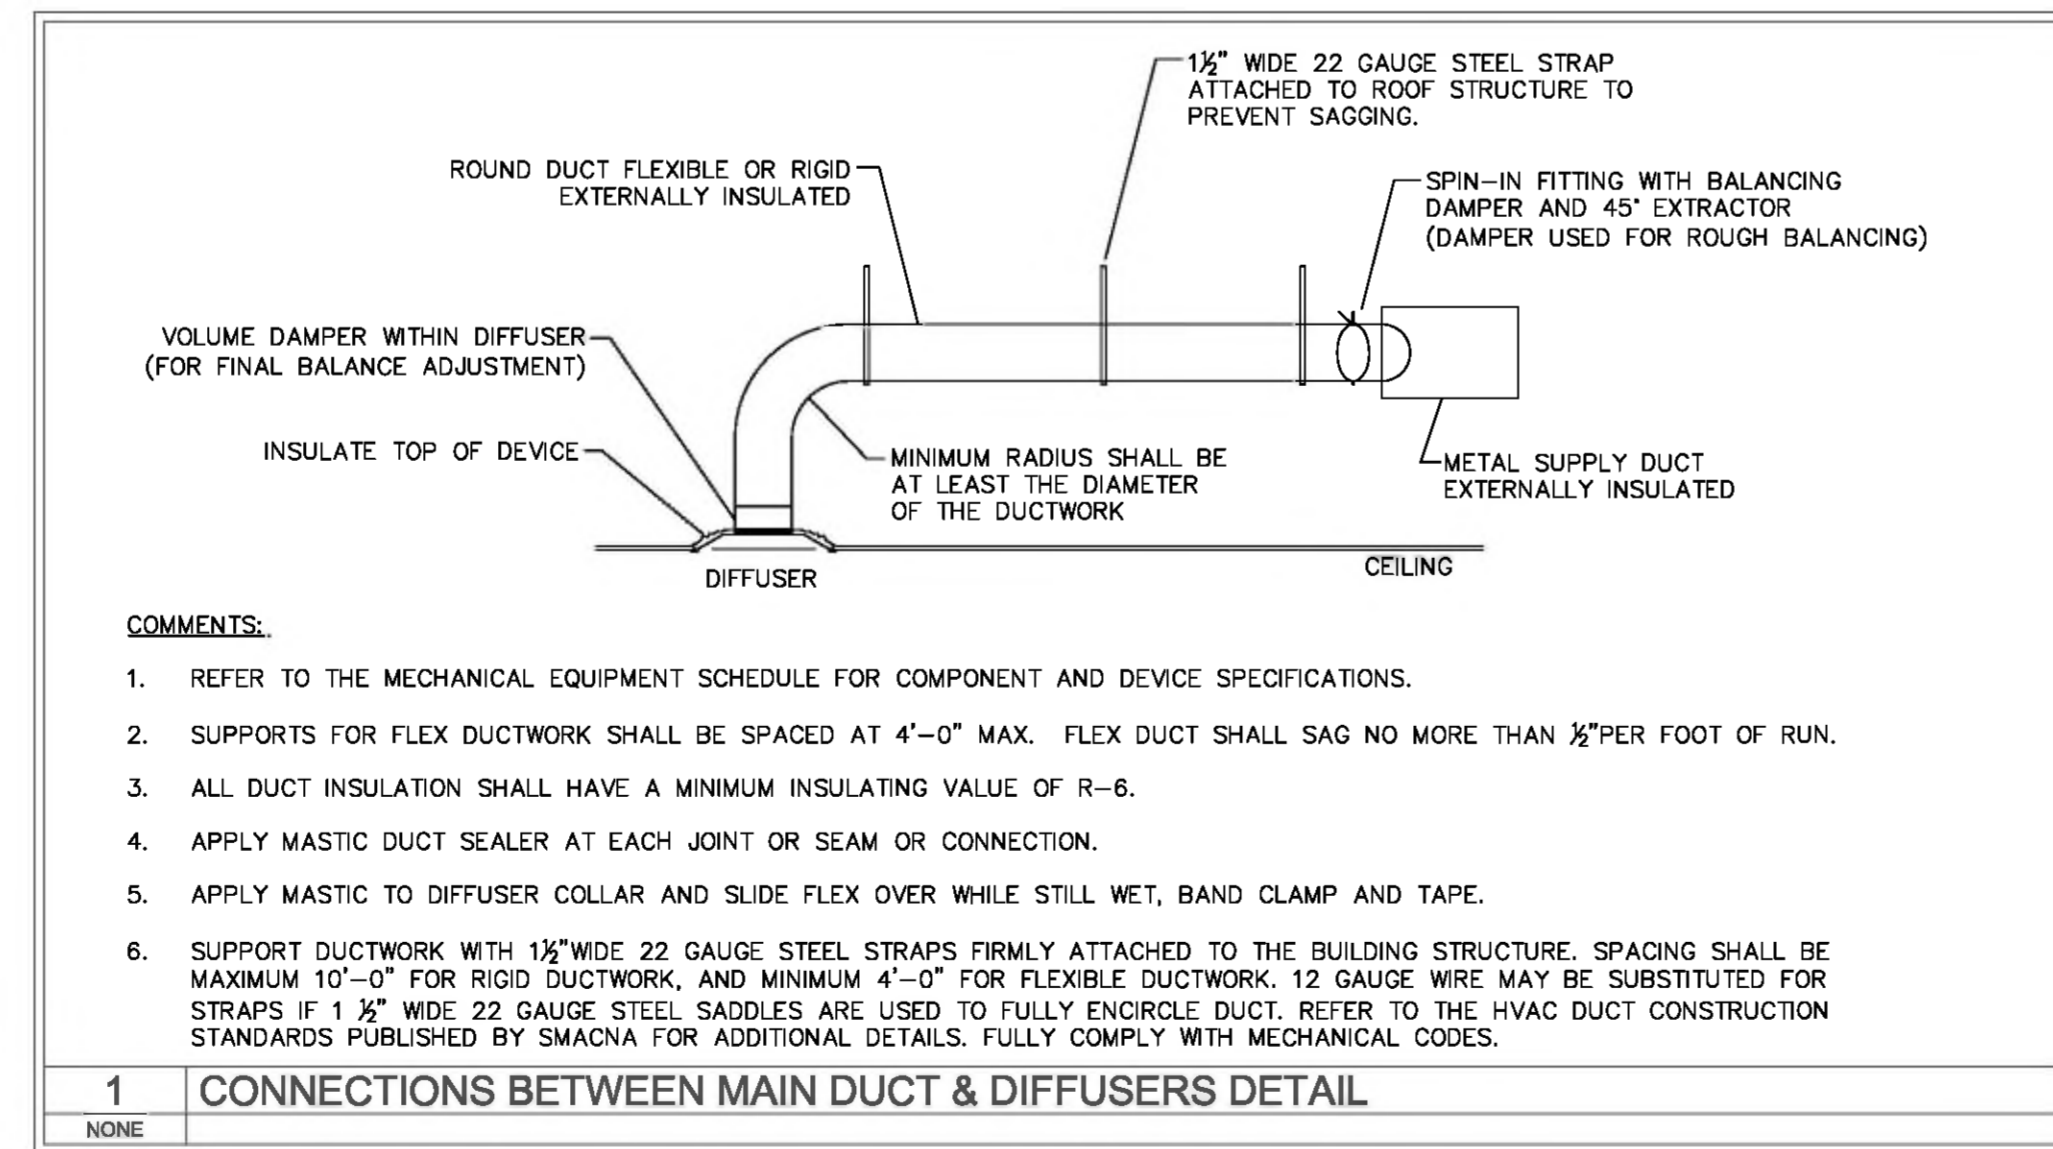 1½" WIDE 22 GAUGE STEEL STRAP
ATTACHED TO ROOF STRUCTURE TO
PREVENT SAGGING.
ROUND DUCT FLEXIBLE OR RIGID
EXTERNALLY INSULATED
SPIN-IN FITTING WITH BALANCING
DAMPER AND 45° EXTRACTOR
(DAMPER USED FOR ROUGH BALANCING)
VOLUME DAMPER WITHIN DIFFUSER
(FOR FINAL BALANCE ADJUSTMENT)
INSULATE TOP OF DEVICE
MINIMUM RADIUS SHALL BE
AT LEAST THE DIAMETER
OF THE DUCTWORK
METAL SUPPLY DUCT
EXTERNALLY INSULATED
DIFFUSER
CEILING
COMMENTS:
1. REFER TO THE MECHANICAL EQUIPMENT SCHEDULE FOR COMPONENT AND DEVICE SPECIFICATIONS.
2. SUPPORTS FOR FLEX DUCTWORK SHALL BE SPACED AT 4'-0" MAX. FLEX DUCT SHALL SAG NO MORE THAN ½"PER FOOT OF RUN.
3. ALL DUCT INSULATION SHALL HAVE A MINIMUM INSULATING VALUE OF R-6.
4. APPLY MASTIC DUCT SEALER AT EACH JOINT OR SEAM OR CONNECTION.
5. APPLY MASTIC TO DIFFUSER COLLAR AND SLIDE FLEX OVER WHILE STILL WET, BAND CLAMP AND TAPE.
6. SUPPORT DUCTWORK WITH 1½"WIDE 22 GAUGE STEEL STRAPS FIRMLY ATTACHED TO THE BUILDING STRUCTURE. SPACING SHALL BE
MAXIMUM 10'-0" FOR RIGID DUCTWORK, AND MINIMUM 4'-0" FOR FLEXIBLE DUCTWORK. 12 GAUGE WIRE MAY BE SUBSTITUTED FOR
STRAPS IF 1 ½" WIDE 22 GAUGE STEEL SADDLES ARE USED TO FULLY ENCIRCLE DUCT. REFER TO THE HVAC DUCT CONSTRUCTION
STANDARDS PUBLISHED BY SMACNA FOR ADDITIONAL DETAILS. FULLY COMPLY WITH MECHANICAL CODES.
1 CONNECTIONS BETWEEN MAIN DUCT & DIFFUSERS DETAIL
NONE